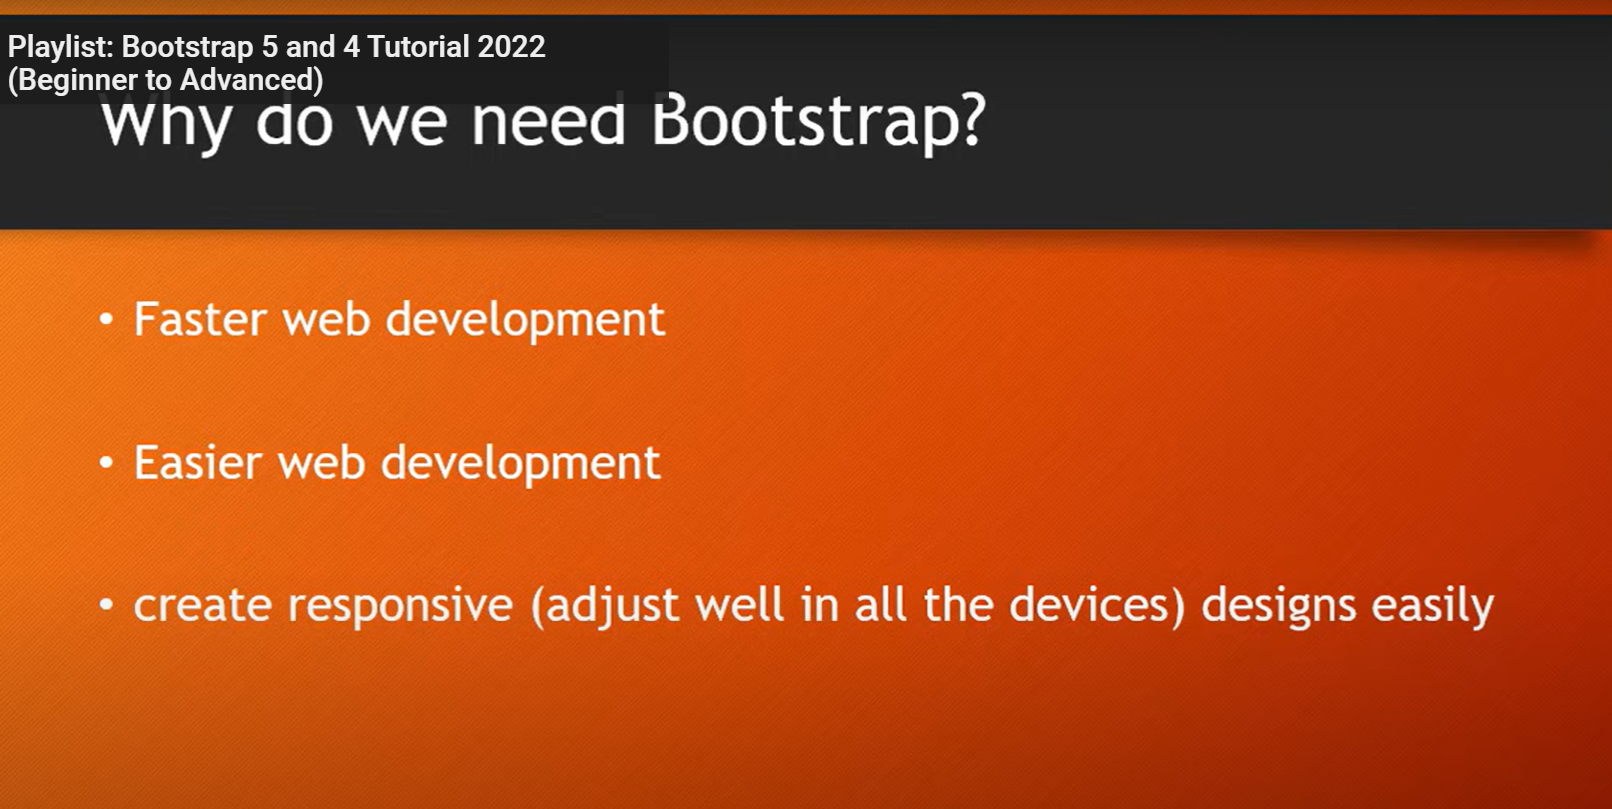 Playlist: Bootstrap 5 and 4 Tutorial 2022
(Beginner to Advanced)
Why do we need Bootstrap?
• Faster web development
• Easier web development
• create responsive (adjust well in all the devices) designs easily